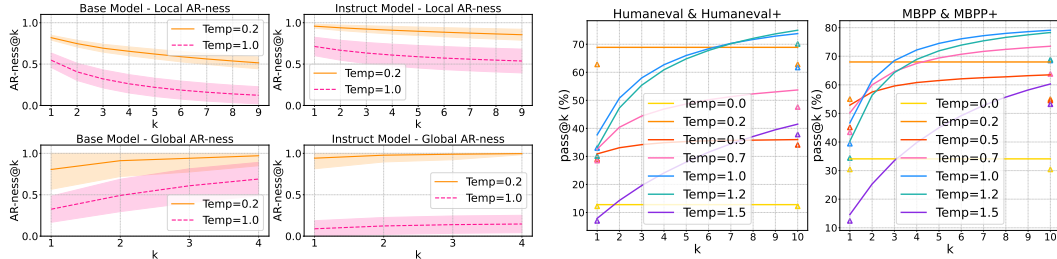 Base Model - Local AR-ness
AR-ness@k
1.0
0.5
0.0
Temp=0.2
Temp=1.0
1 2 3 4 5 6 7 8 9
k
Instruct Model - Local AR-ness
AR-ness@k
1.0
0.5
0.0
Temp=0.2
Temp=1.0
1 2 3 4 5 6 7 8 9
k
Base Model - Global AR-ness
AR-ness@k
1.0
0.5
0.0
Temp=0.2
Temp=1.0
1 2 3 4
k
Instruct Model - Global AR-ness
AR-ness@k
1.0
0.5
0.0
Temp=0.2
Temp=1.0
1 2 3 4
k
Humaneval & Humaneval+
pass@k (%)
70
60
50
40
30
20
10
Temp=0.0
Temp=0.2
Temp=0.5
Temp=0.7
Temp=1.0
Temp=1.2
Temp=1.5
1 2 3 4 5 6 7 8 9 10
k
MBPP & MBPP+
pass@k (%)
80
70
60
50
40
30
20
10
Temp=0.0
Temp=0.2
Temp=0.5
Temp=0.7
Temp=1.0
Temp=1.2
Temp=1.5
1 2 3 4 5 6 7 8 9 10
k